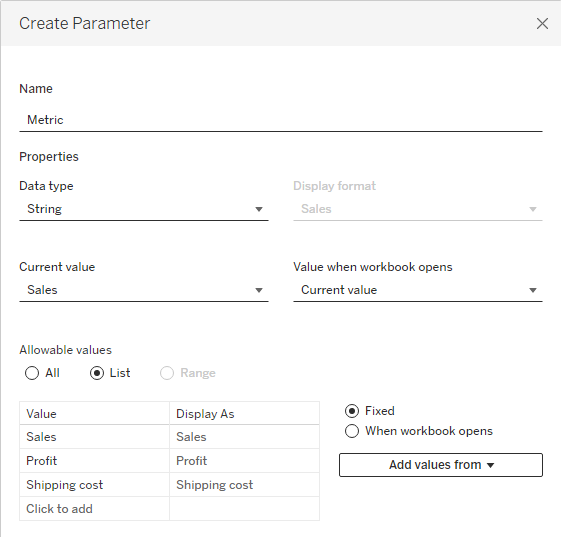 Create Parameter
Name
Metric
Properties
Data type Display format
String Sales
Current value Value when workbook opens
Sales Current value
Allowable values
All List Range
Value Display As
Sales Sales
Profit Profit
Shipping cost Shipping cost
Click to add
Fixed
When workbook opens
Add values from